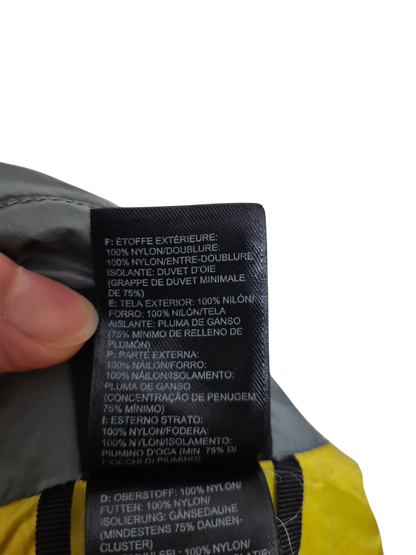 F: ÉTOFFE EXTÉRIEURE:
100% NYLON/DOUBLURE:
100% NYLON/ENTRE-DOUBLURE
ISOLANTE: DUVET D'OIE
(GRAPPE DE DUVET MINIMALE
DE 75%)
E: TELA EXTERIOR: 100% NILÓN/
FORRO: 100% NILÓN/TELA
AISLANTE: PLUMA DE GANSO
(75% MÍNIMO DE RELLENO DE
PLUMÓN)
P: PARTE EXTERNA:
100% NÁILON/FORRO:
100% NÁILON/ISOLAMENTO:
PLUMA DE GANSO
(CONCENTRAÇÃO DE PENUGEM
75% MÍNIMO)
I: ESTERNO STRATO:
100% NYLON/FODERA:
100% NYLON/ISOLAMENTO:
PIUMINO D'OCA (MIN. 75% DI
FIOCCHI DI PIUMINO)
D: OBERSTOFF: 100% NYLON/
FUTTER: 100% NYLON/
ISOLIERUNG: GÄNSEDAUNE
(MINDESTENS 75% DAUNEN-
CLUSTER)
100% NYLON/